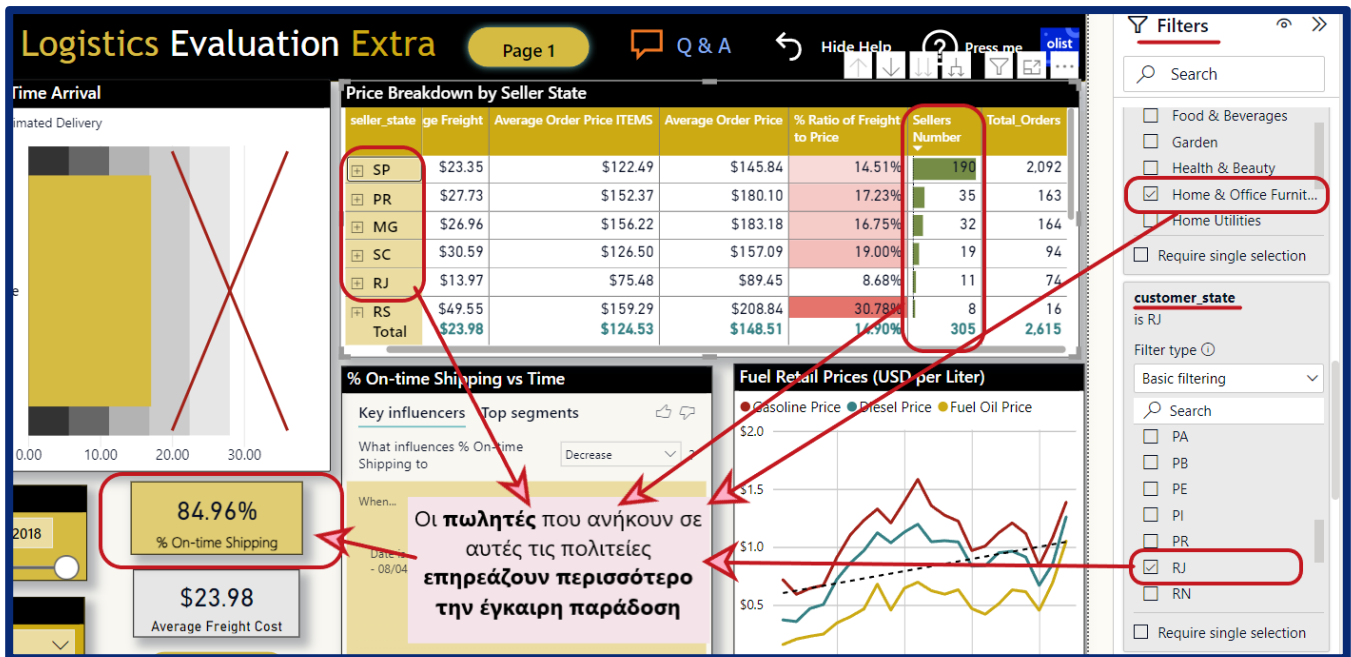 Logistics Evaluation Extra
Page 1
Q & A
Hide Help
Press me
olist
Time Arrival
imated Delivery
0.00 10.00 20.00 30.00
Price Breakdown by Seller State
seller_state ge Freight Average Order Price ITEMS Average Order Price % Ratio of Freight to Price Sellers Number Total_Orders
SP $23.35 $122.49 $145.84 14.51% 190 2,092
PR $27.73 $152.37 $180.10 17.23% 35 163
MG $26.96 $156.22 $183.18 16.75% 32 164
SC $30.59 $126.50 $157.09 19.00% 19 94
RJ $13.97 $75.48 $89.45 8.68% 11 74
RS $49.55 $159.29 $208.84 30.78% 8 16
Total $23.98 $124.53 $148.51 14.90% 305 2,615
2018
84.96%
% On-time Shipping
$23.98
Average Freight Cost
% On-time Shipping vs Time
Key influencers Top segments
What influences % On-time
Shipping to
Decrease
?
When...
Date is
- 08/04
Οι πωλητές που ανήκουν σε
αυτές τις πολιτείες
επηρεάζουν περισσότερο
την έγκαιρη παράδοση
Fuel Retail Prices (USD per Liter)
Gasoline Price Diesel Price Fuel Oil Price
$2.0
$1.5
$1.0
$0.5
Filters
Search
Food & Beverages
Garden
Health & Beauty
Home & Office Furnit...
Home Utilities
Require single selection
customer_state
is RJ
Filter type
Basic filtering
Search
PA
PB
PE
PI
PR
RJ
RN
Require single selection